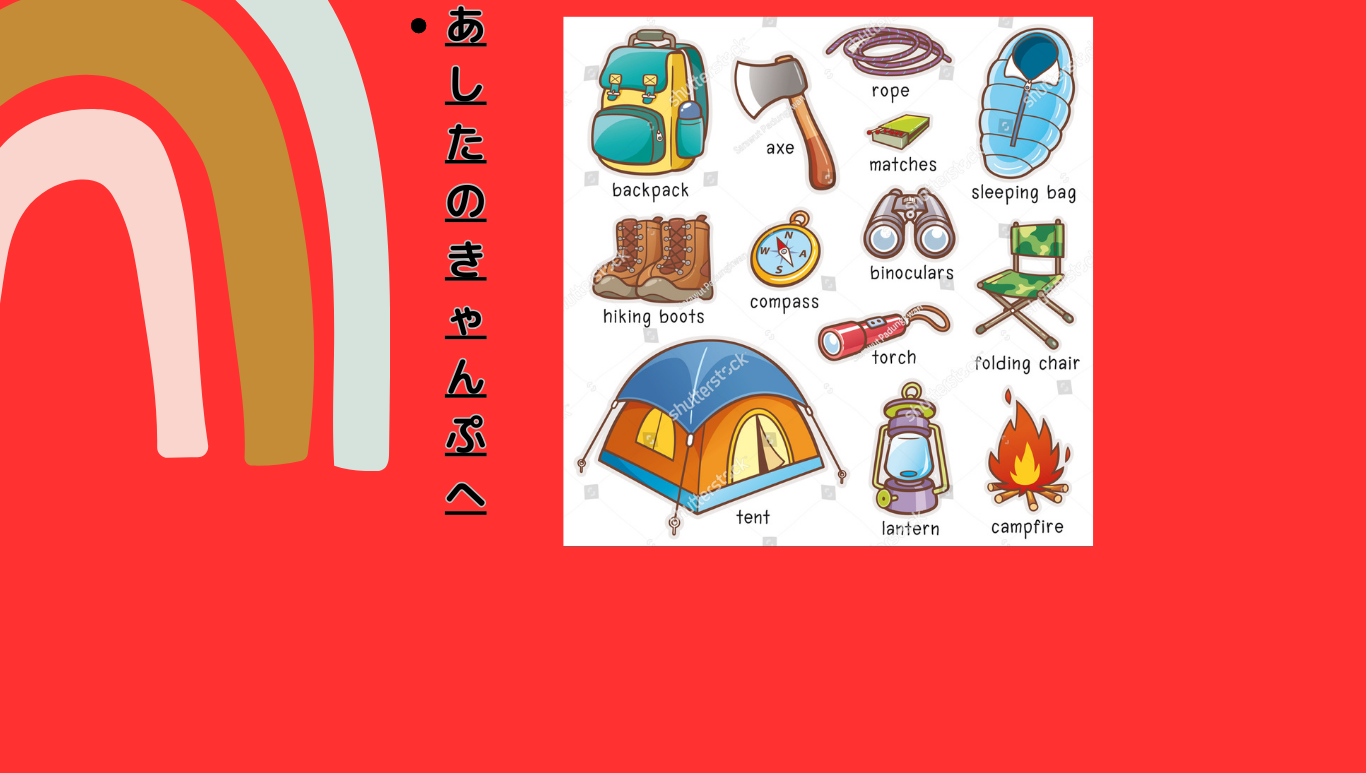 • あしたのきゃんぷへ
backpack
axe
rope
matches
sleeping bag
hiking boots
compass
N
W
A
S
binoculars
torch
folding chair
tent
lantern
campfire
shutterstock
shutterstock